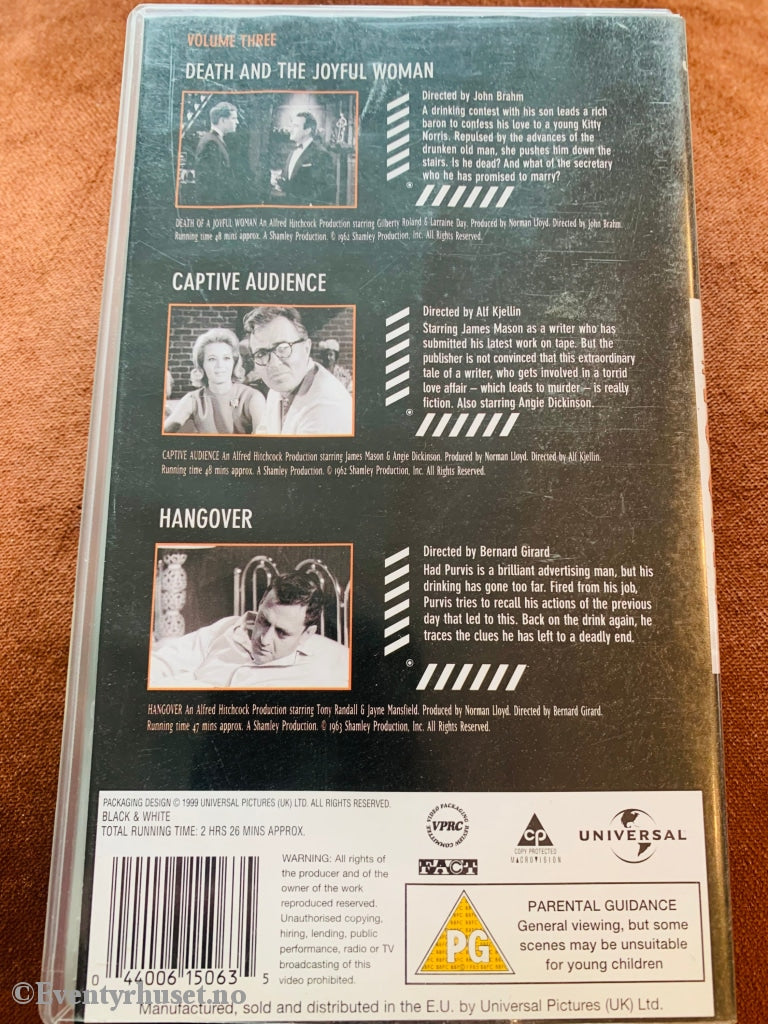 VOLUME THREE
DEATH AND THE JOYFUL WOMAN
Directed by John Brahm
A drinking contest with his son leads a rich
baron to confess his love to a young Kitty
Norris. Repulsed by the advances of the
drunken old man, she pushes him down the
stairs. Is he dead? And what of the secretary
who he has promised to marry?
DEATH OF A JOYFUL WOMAN An Alfred Hitchcock Production starring Gilberty Roland & Larraine Day. Produced by Norman Lloyd. Directed by John Brahm.
Running time 48 mins approx. A Shamley Production. © 1962 Shamley Production, Inc. All Rights Reserved.
CAPTIVE AUDIENCE
Directed by Alf Kjellin
Starring James Mason as a writer who has
submitted his latest work on tape. But the
publisher is not convinced that this extraordinary
tale of a writer, who gets involved in a torrid
love affair – which leads to murder – is really
fiction. Also starring Angie Dickinson.
CAPTIVE AUDIENCE An Alfred Hitchcock Production starring James Mason & Angie Dickinson. Produced by Norman Lloyd. Directed by Alf Kjellin.
Running time 48 mins approx. A Shamley Production. © 1962 Shamley Production, Inc. All Rights Reserved.
HANGOVER
Directed by Bernard Girard
Had Purvis is a brilliant advertising man, but his
drinking has gone too far. Fired from his job,
Purvis tries to recall his actions of the previous
day that led to this. Back on the drink again, he
traces the clues he has left to a deadly end.
HANGOVER An Alfred Hitchcock Production starring Tony Randall & Jayne Mansfield. Produced by Norman Lloyd. Directed by Bernard Girard.
Running time 47 mins approx. A Shamley Production. © 1963 Shamley Production, Inc. All Rights Reserved.
PACKAGING DESIGN © 1999 UNIVERSAL PICTURES (UK) LTD. ALL RIGHTS RESERVED.
BLACK & WHITE
TOTAL RUNNING TIME: 2 HRS 26 MINS APPROX.
VIDEO PACKAGING REVIEW COMMITTEE
VPRC
FACT
CP
COPY PROTECTED
MACROVISION
UNIVERSAL
WARNING: All rights of
the producer and of the
owner of the work
reproduced reserved.
Unauthorised copying,
hiring, lending, public
performance, radio or TV
broadcasting of this
video prohibited.
0 44006 15063 5
PG
PARENTAL GUIDANCE
General viewing, but some
scenes may be unsuitable
for young children
Manufactured, sold and distributed in the E.U. by Universal Pictures (UK) Ltd.
©Eventyrhuset.no